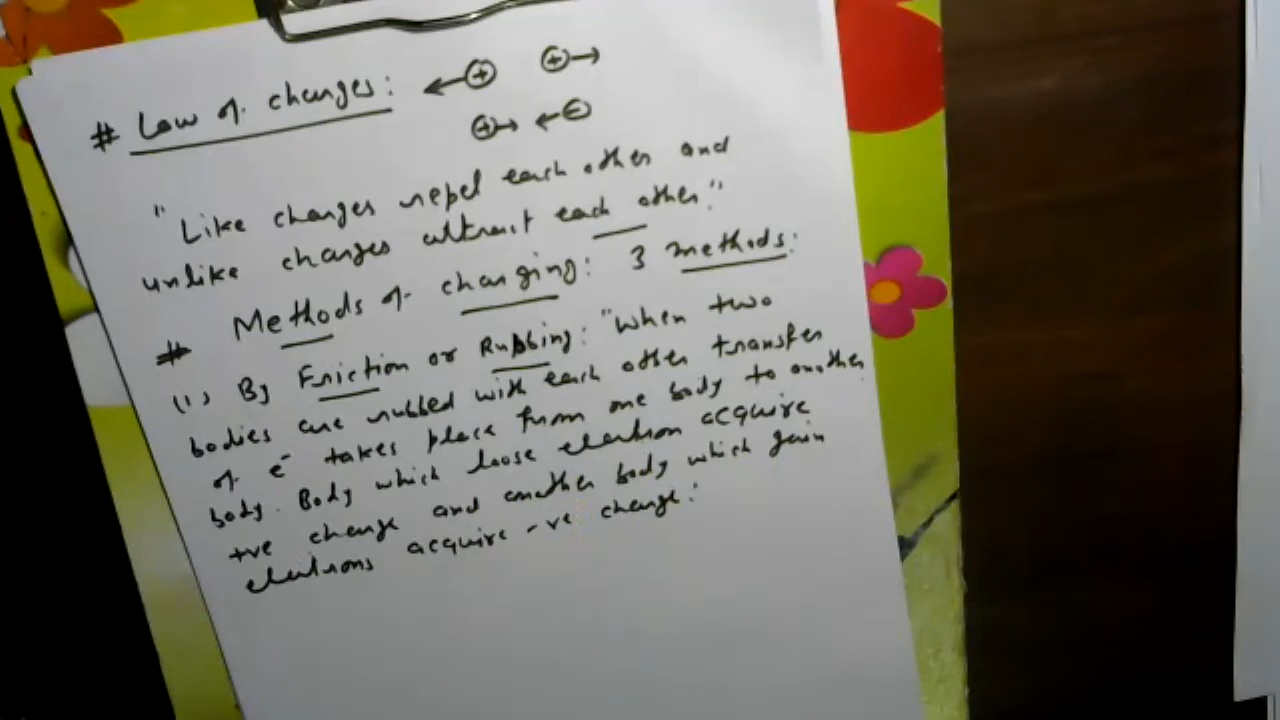 # Law of charges: ← ⊕ ⊕ →
⊕→ ←⊖
"Like charges repel each other and
unlike charges attract each other."
# Methods of charging: 3 methods:
(1) By Friction or Rubbing: "When two
bodies are rubbed with each other transfer
of e⁻ takes place from one body to another
body. Body which loose electron acquire
+ve charge and another body which gain
electrons acquire -ve charge."